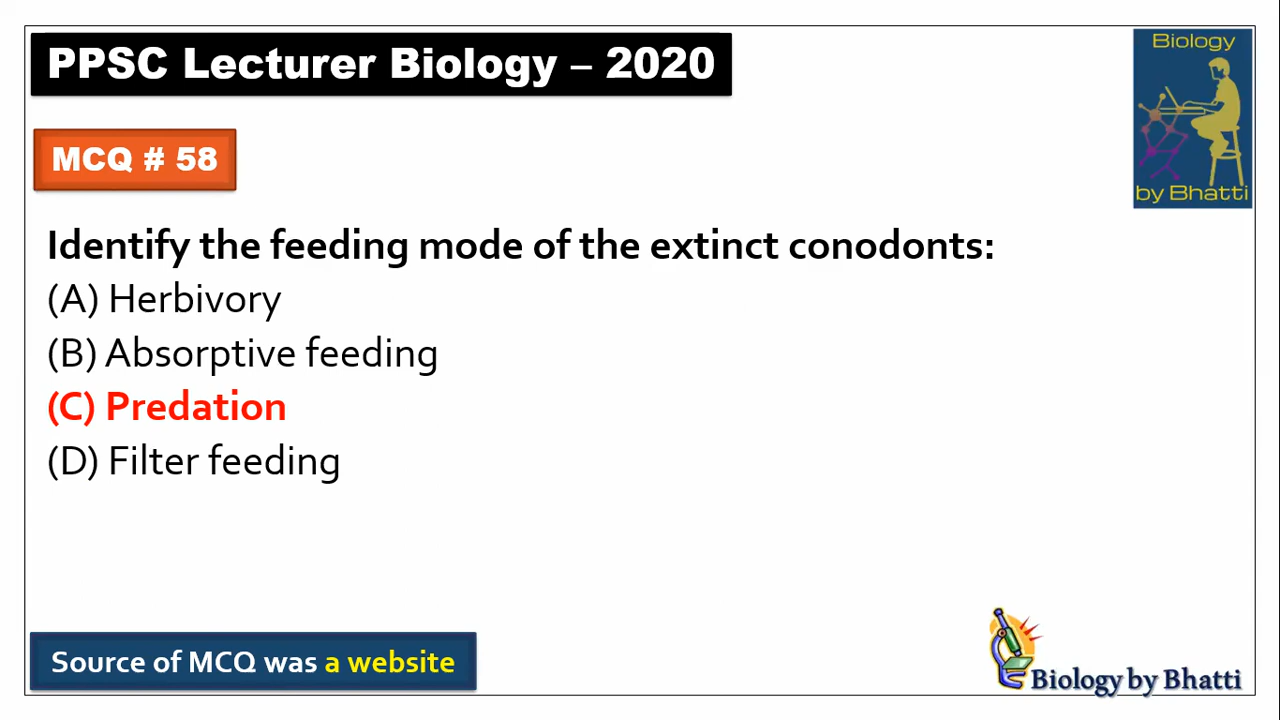 PPSC Lecturer Biology – 2020
Biology
by Bhatti
MCQ # 58
Identify the feeding mode of the extinct conodonts:
(A) Herbivory
(B) Absorptive feeding
(C) Predation
(D) Filter feeding
Source of MCQ was a website
Biology by Bhatti